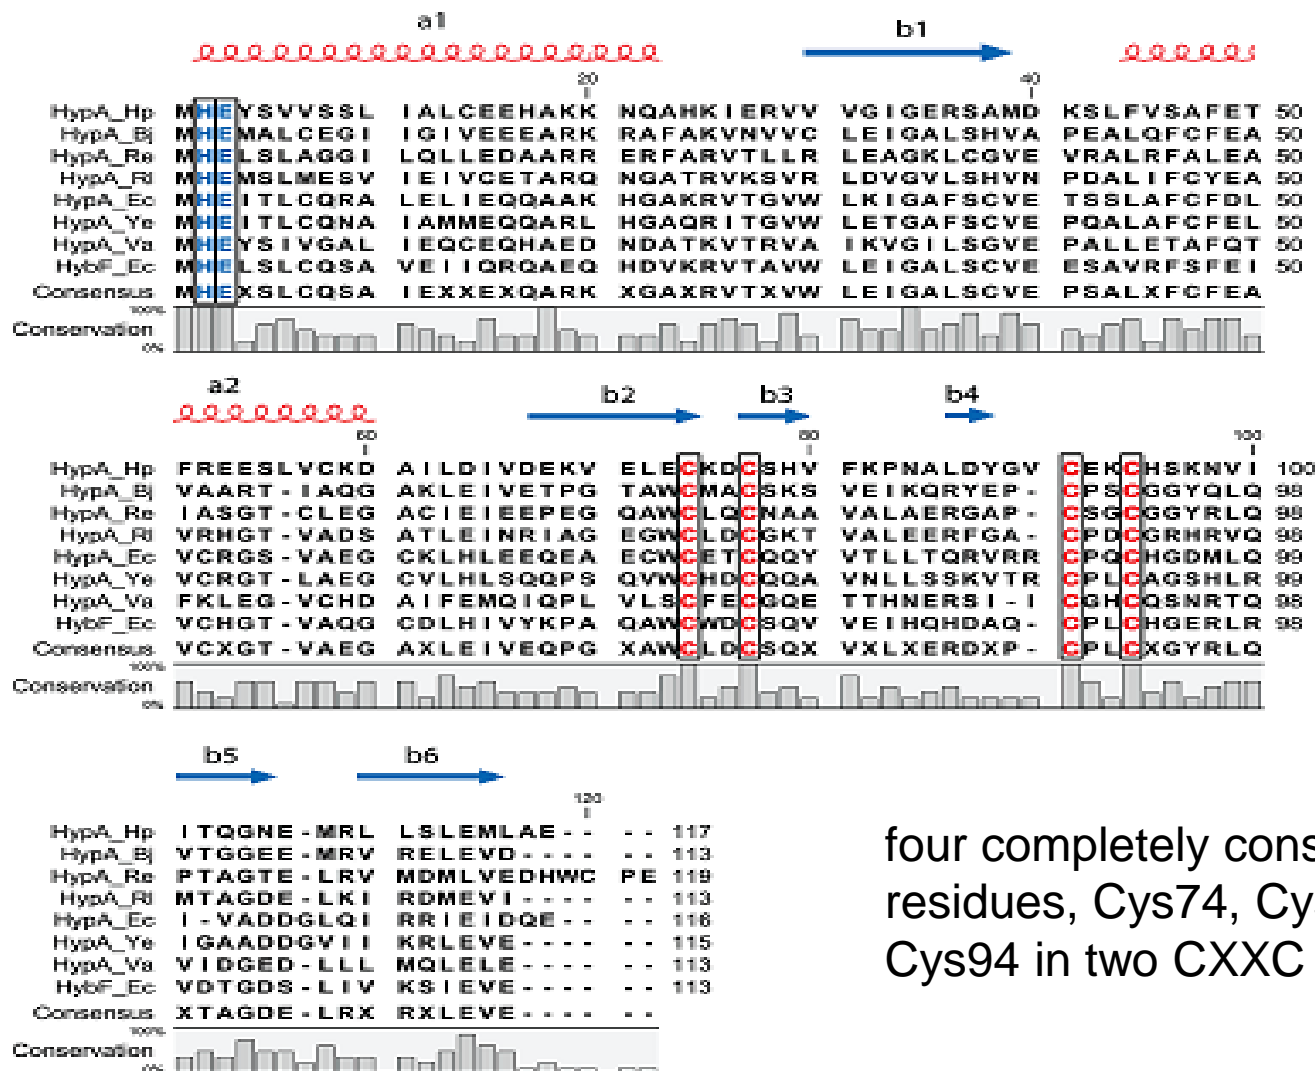 a1
b1
20
40
HypA_Hp MHEYSVVSSL IALCEEHAKK NQAHKIERVV VGIGERSAMD KSLFVSAFET 50
HypA_Bj MHEMALCEGI IGIVEEEARK RAFAKVNVVC LEIGALSHVA PEALQFCFEA 50
HypA_Re MHELSLAGGI LQLLEDAARR ERFARVTLLR LEAGKLCGVE VRALRFALEA 50
HypA_Rl MHEMSLMESV IEIVCETARQ NGATRVKSVR LDVGVLSHVN PDALIFCYEA 50
HypA_Ec MHEITLCQRA LELIEQQAAK HGAKRVTGVW LKIGAFSCVE TSSLAFCFDL 50
HypA_Ye MHEITLCQNA IAMMEQQARL HGAQRITGVW LETGAFSCVE PQALAFCFEL 50
HypA_Va MHEYSIVGAL IEQCEQHAED NDATKVTRVA IKVGILSGVE PALLETAFQT 50
HybF_Ec MHELSLCQSA VEIIQRQAEQ HDVKRVTAVW LEIGALSCVE ESAVRFSFEI 50
Consensus MHEXSLCQSA IEXXEXQARK XGAXRVTXVW LEIGALSCVE PSALXFCFEA
100%
Conservation
0%
a2
b2
b3
b4
60
80
100
HypA_Hp FREESLVCKD AILDIVDEKV ELECKDCSHV FKPNALDYGV CEKCHSKNVI 100
HypA_Bj VAART-IAQG AKLEIVETPG TAWCMACSKS VEIKQRYEP- CPSCGGYQLQ 98
HypA_Re IASGT-CLEG ACIEIEEPEG QAWCLQCNAA VALAERGAP- CSGCGGYRLQ 98
HypA_Rl VRHGT-VADS ATLEINRIAG EGWCLDCGKT VALEERFGA- CPDCGRHRVQ 98
HypA_Ec VCRGS-VAEG CKLHLEEQEA ECWCETCQQY VTLLTQRVRR CPQCHGDMLQ 99
HypA_Ye VCRGT-LAEG CVLHLSQQPS QVWCHDCQQA VNLLSSKVTR CPLCAGSHLR 99
HypA_Va FKLEG-VCHD AIFEMQIQPL VLSCFECGQE TTHNERSI-I CGHCQSNRTQ 98
HybF_Ec VCHGT-VAQG CDLHIVYKPA QAWCWDCSQV VEIHQHDAQ- CPLCHGERLR 98
Consensus VCXGT-VAEG AXLEIVEQPG XAWCLDCSQX VXLXERDXP- CPLCXGYRLQ
100%
Conservation
0%
b5
b6
120
HypA_Hp ITQGNE-MRL LSLEMLAE-- -- 117
HypA_Bj VTGGEE-MRV RELEVD---- -- 113
HypA_Re PTAGTE-LRV MDMLVEDHWC PE 119
HypA_Rl MTAGDE-LKI RDMEVI---- -- 113
HypA_Ec I-VADDGLQI RRIEIDQE-- -- 116
HypA_Ye IGAADDGVII KRLEVE---- -- 115
HypA_Va VIDGED-LLL MQLELE---- -- 113
HybF_Ec VDTGDS-LIV KSIEVE---- -- 113
Consensus XTAGDE-LRX RXLEVE---- --
100%
Conservation
0%
four completely cons
residues, Cys74, Cy
Cys94 in two CXXC